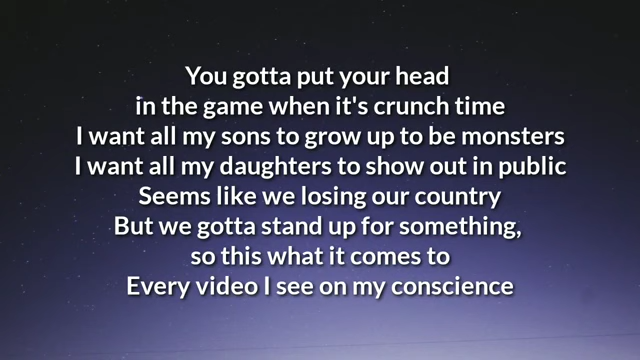 You gotta put your head
in the game when it's crunch time
I want all my sons to grow up to be monsters
I want all my daughters to show out in public
Seems like we losing our country
But we gotta stand up for something,
so this what it comes to
Every video I see on my conscience